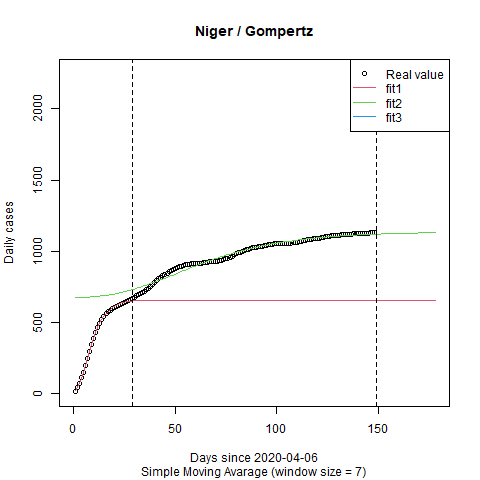 Niger / Gompertz
Daily cases
2000
1500
1000
500
0
Real value
fit1
fit2
fit3
0 50 100 150
Days since 2020-04-06
Simple Moving Avarage (window size = 7)